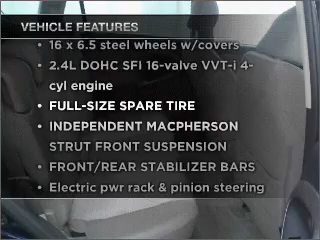 VEHICLE FEATURES
• 16 x 6.5 steel wheels w/covers
• 2.4L DOHC SFI 16-valve VVT-i 4-
cyl engine
• FULL-SIZE SPARE TIRE
• INDEPENDENT MACPHERSON
STRUT FRONT SUSPENSION
• FRONT/REAR STABILIZER BARS
• Electric pwr rack & pinion steering